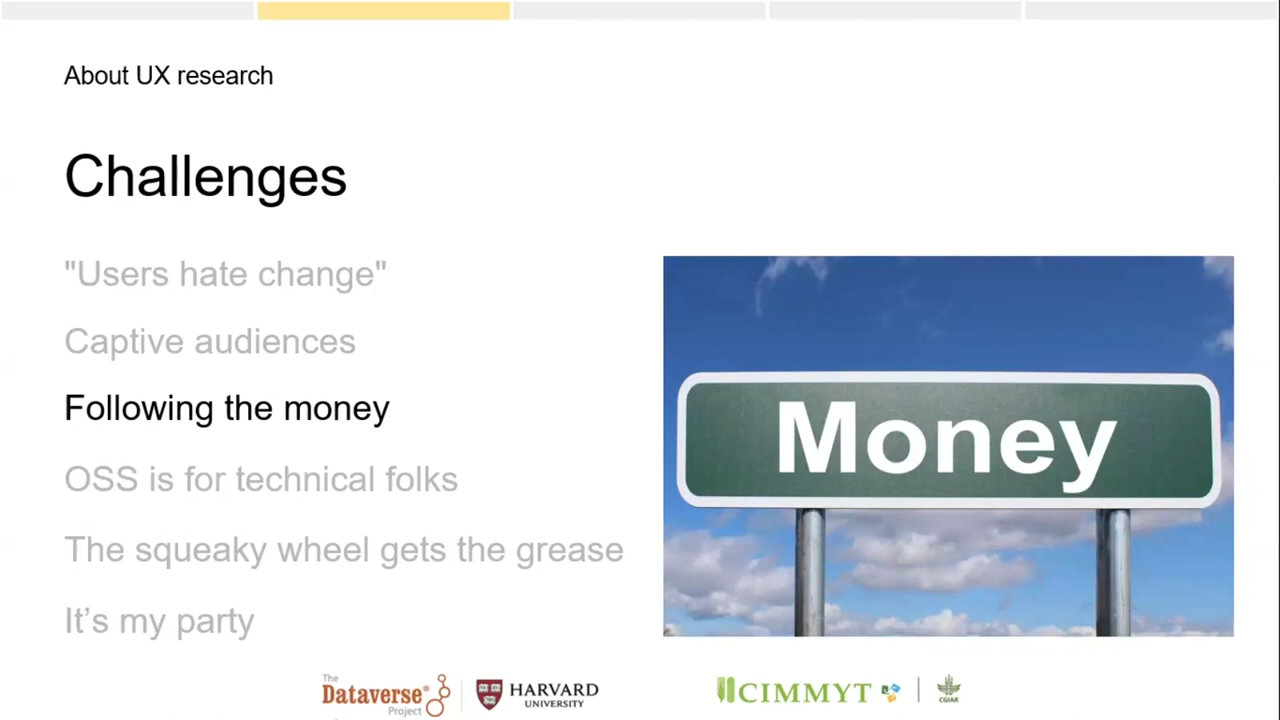 About UX research
Challenges
"Users hate change"
Captive audiences
Following the money
OSS is for technical folks
The squeaky wheel gets the grease
It's my party
Money
The
Dataverse®
Project
HARVARD
UNIVERSITY
CIMMYT
CGIAR